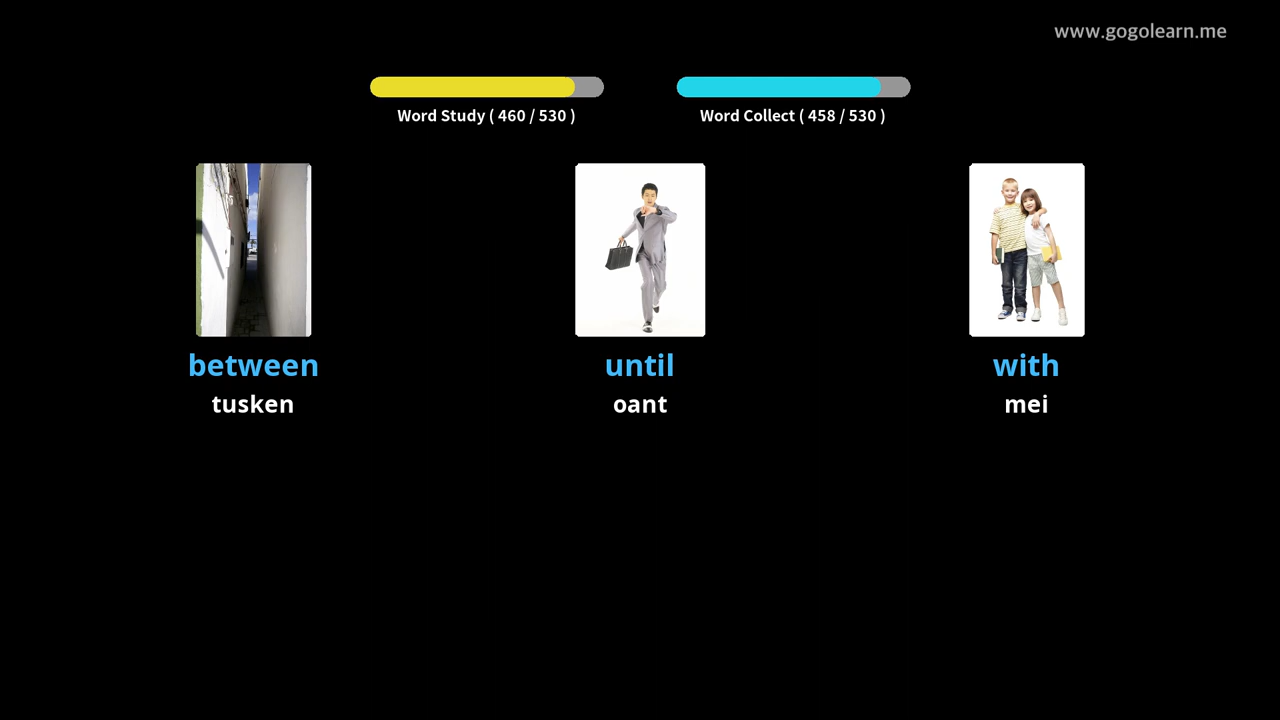 www.gogolearn.me
Word Study ( 460 / 530 )
Word Collect ( 458 / 530 )
between
until
with
tusken
oant
mei